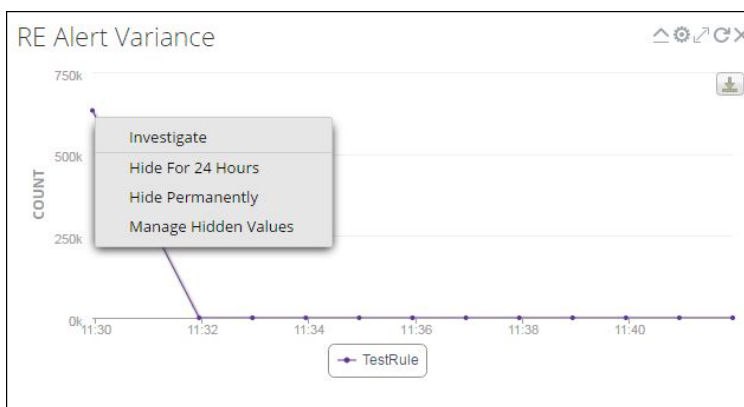 RE Alert Variance
750k
Investigate
500k
Hide For 24 Hours
Hide Permanently
COUNT
Manage Hidden Values
250k
0k
11:30 11:32 11:34 11:36 11:38 11:40
TestRule